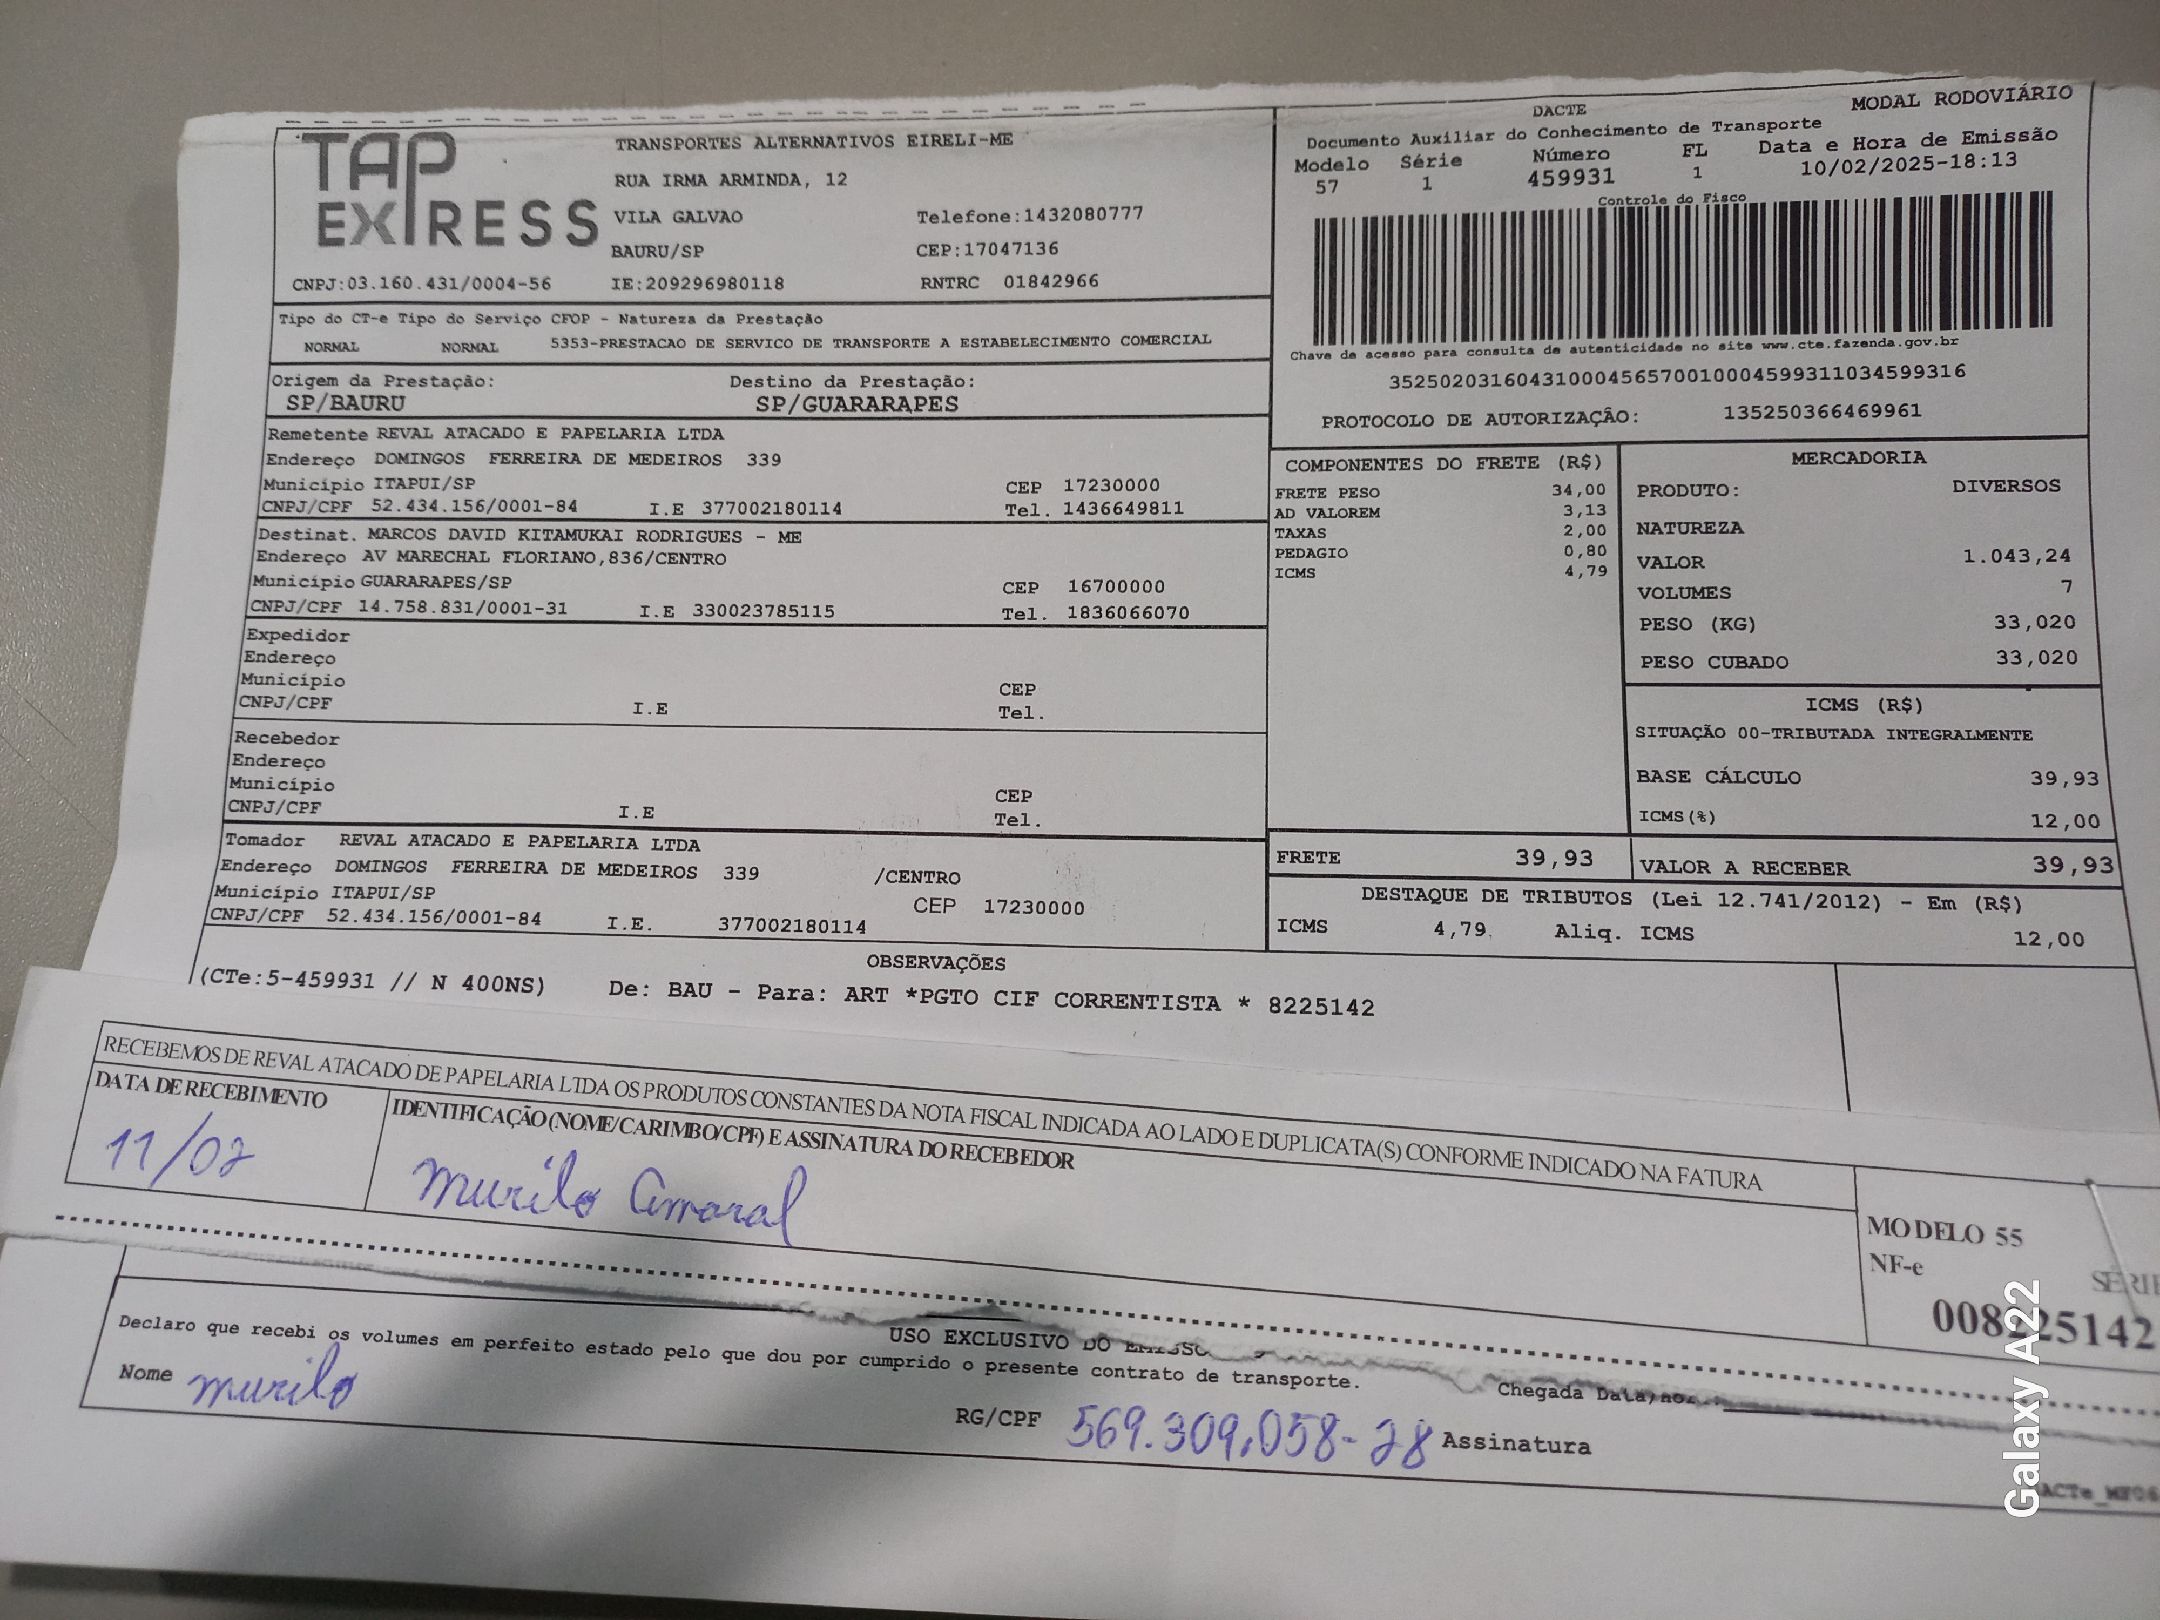 TAP EXPRESS
TRANSPORTES ALTERNATIVOS EIRELI-ME
RUA IRMA ARMINDA, 12
VILA GALVAO Telefone:1432080777
BAURU/SP CEP:17047136
CNPJ:03.160.431/0004-56 IE:209296980118 RNTRC 01842966
DACTE MODAL RODOVIÁRIO
Documento Auxiliar do Conhecimento de Transporte
Modelo Série Número FL Data e Hora de Emissão
57 1 459931 1 10/02/2025-18:13
Controle do Fisco
Chave de acesso para consulta de autenticidade no site www.cte.fazenda.gov.br
35250203160431000456570010004599311034599316
PROTOCOLO DE AUTORIZAÇÃO: 135250366469961
Tipo do CT-e Tipo do Serviço CFOP - Natureza da Prestação
NORMAL NORMAL 5353-PRESTACAO DE SERVICO DE TRANSPORTE A ESTABELECIMENTO COMERCIAL
Origem da Prestação: Destino da Prestação:
SP/BAURU SP/GUARARAPES
Remetente REVAL ATACADO E PAPELARIA LTDA
Endereço DOMINGOS FERREIRA DE MEDEIROS 339
Município ITAPUI/SP CEP 17230000
CNPJ/CPF 52.434.156/0001-84 I.E 377002180114 Tel. 1436649811
Destinat. MARCOS DAVID KITAMUKAI RODRIGUES - ME
Endereço AV MARECHAL FLORIANO,836/CENTRO
Município GUARARAPES/SP CEP 16700000
CNPJ/CPF 14.758.831/0001-31 I.E 330023785115 Tel. 1836066070
Expedidor
Endereço
Município CEP
CNPJ/CPF I.E Tel.
Recebedor
Endereço
Município CEP
CNPJ/CPF I.E Tel.
Tomador REVAL ATACADO E PAPELARIA LTDA
Endereço DOMINGOS FERREIRA DE MEDEIROS 339 /CENTRO
Município ITAPUI/SP CEP 17230000
CNPJ/CPF 52.434.156/0001-84 I.E. 377002180114
COMPONENTES DO FRETE (R$)
FRETE PESO 34,00
AD VALOREM 3,13
TAXAS 2,00
PEDAGIO 0,80
ICMS 4,79
MERCADORIA
PRODUTO: DIVERSOS
NATUREZA
VALOR 1.043,24
VOLUMES 7
PESO (KG) 33,020
PESO CUBADO 33,020
ICMS (R$)
SITUAÇÃO 00-TRIBUTADA INTEGRALMENTE
BASE CÁLCULO 39,93
ICMS(%) 12,00
FRETE 39,93 VALOR A RECEBER 39,93
DESTAQUE DE TRIBUTOS (Lei 12.741/2012) - Em (R$)
ICMS 4,79 Aliq. ICMS 12,00
OBSERVAÇÕES
(CTe:5-459931 // N 400NS) De: BAU - Para: ART *PGTO CIF CORRENTISTA * 8225142
RECEBEMOS DE REVAL ATACADO DE PAPELARIA LTDA OS PRODUTOS CONSTANTES DA NOTA FISCAL INDICADA AO LADO E DUPLICATA(S) CONFORME INDICADO NA FATURA
DATA DE RECEBIMENTO IDENTIFICAÇÃO (NOME/CARIMBO/CPF) E ASSINATURA DO RECEBEDOR
11/02 Murilo Amaral
MODELO 55
NF-e
008225142
USO EXCLUSIVO DO
Declaro que recebi os volumes em perfeito estado pelo que dou por cumprido o presente contrato de transporte.
Chegada
Nome Murilo RG/CPF 569.309.058-28 Assinatura
Galaxy A22